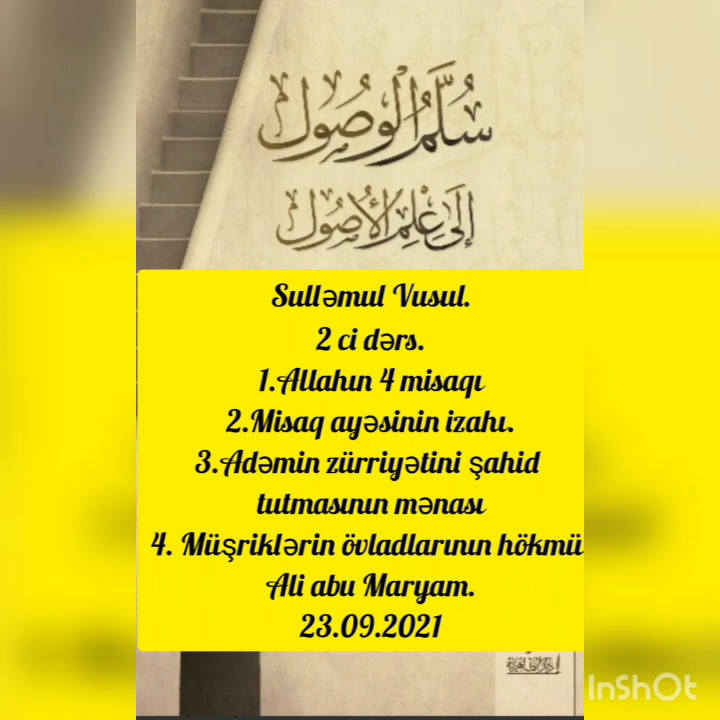 سُلَّمُ الْوُصُول
إِلَى عِلْمِ الْأُصُول
Sulləmul Vusul.
2 ci dərs.
1.Allahın 4 misaqı
2.Misaq ayəsinin izahı.
3.Adəmin zürriyətini şahid
tutmasının mənası
4. Müşriklərin övladlarının hökmü
Ali abu Maryam.
23.09.2021
InShOt